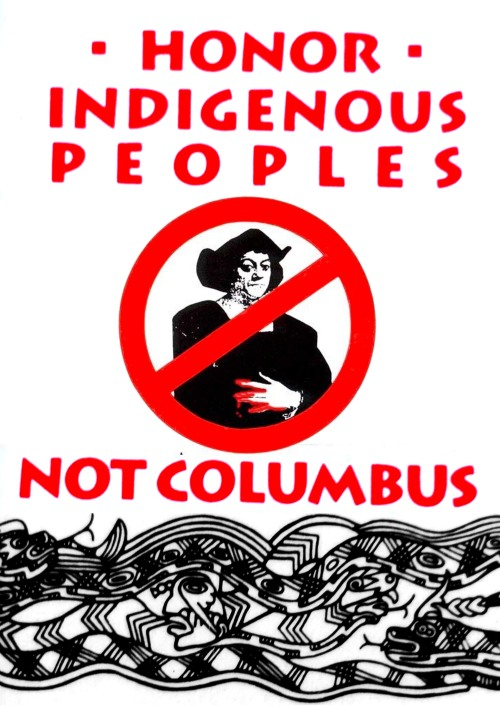 · HONOR ·
INDIGENOUS
PEOPLES
NOT COLUMBUS